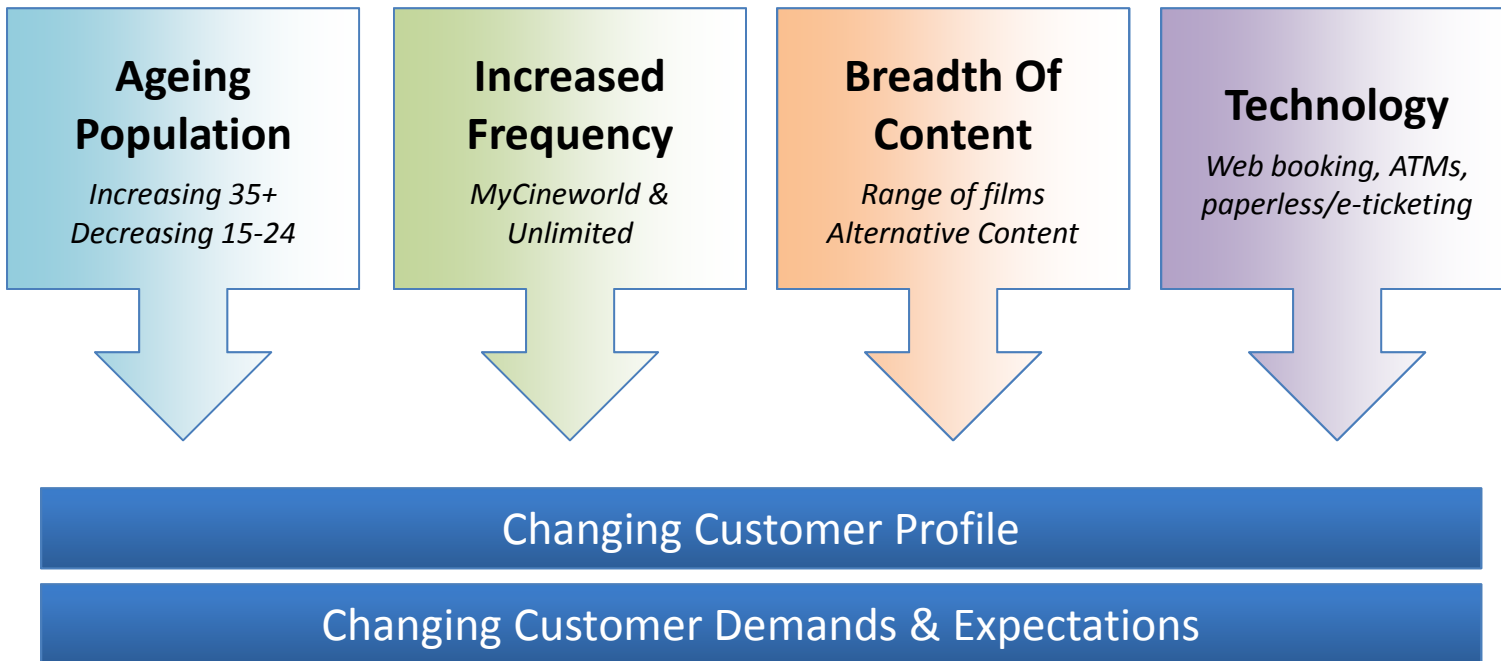 Ageing
Population
Increasing 35+
Decreasing 15-24
Increased
Frequency
MyCineworld &
Unlimited
Breadth Of
Content
Range of films
Alternative Content
Technology
Web booking, ATMs,
paperless/e-ticketing
Changing Customer Profile
Changing Customer Demands & Expectations